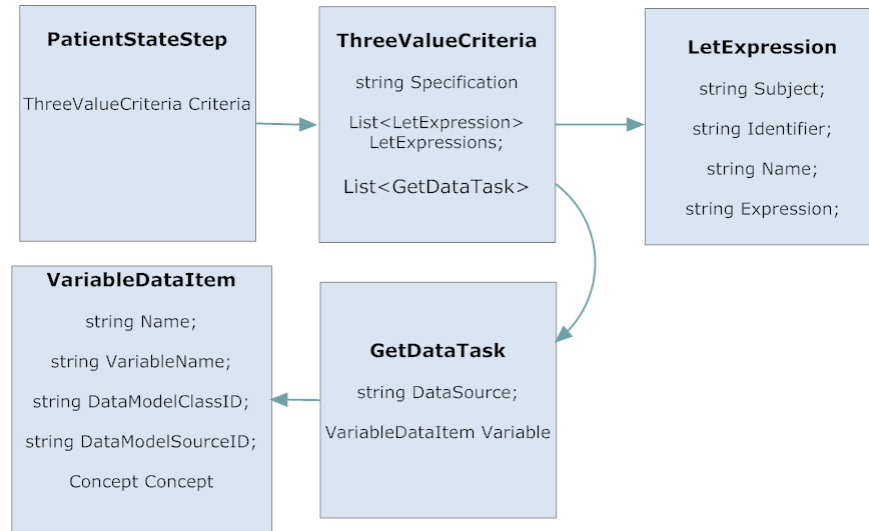 PatientStateStep
ThreeValueCriteria Criteria
ThreeValueCriteria
string Specification
List<LetExpression>
LetExpressions;
List<GetDataTask>
LetExpression
string Subject;
string Identifier;
string Name;
string Expression;
VariableDataItem
string Name;
string VariableName;
string DataModelClassID;
string DataModelSourceID;
Concept Concept
GetDataTask
string DataSource;
VariableDataItem Variable